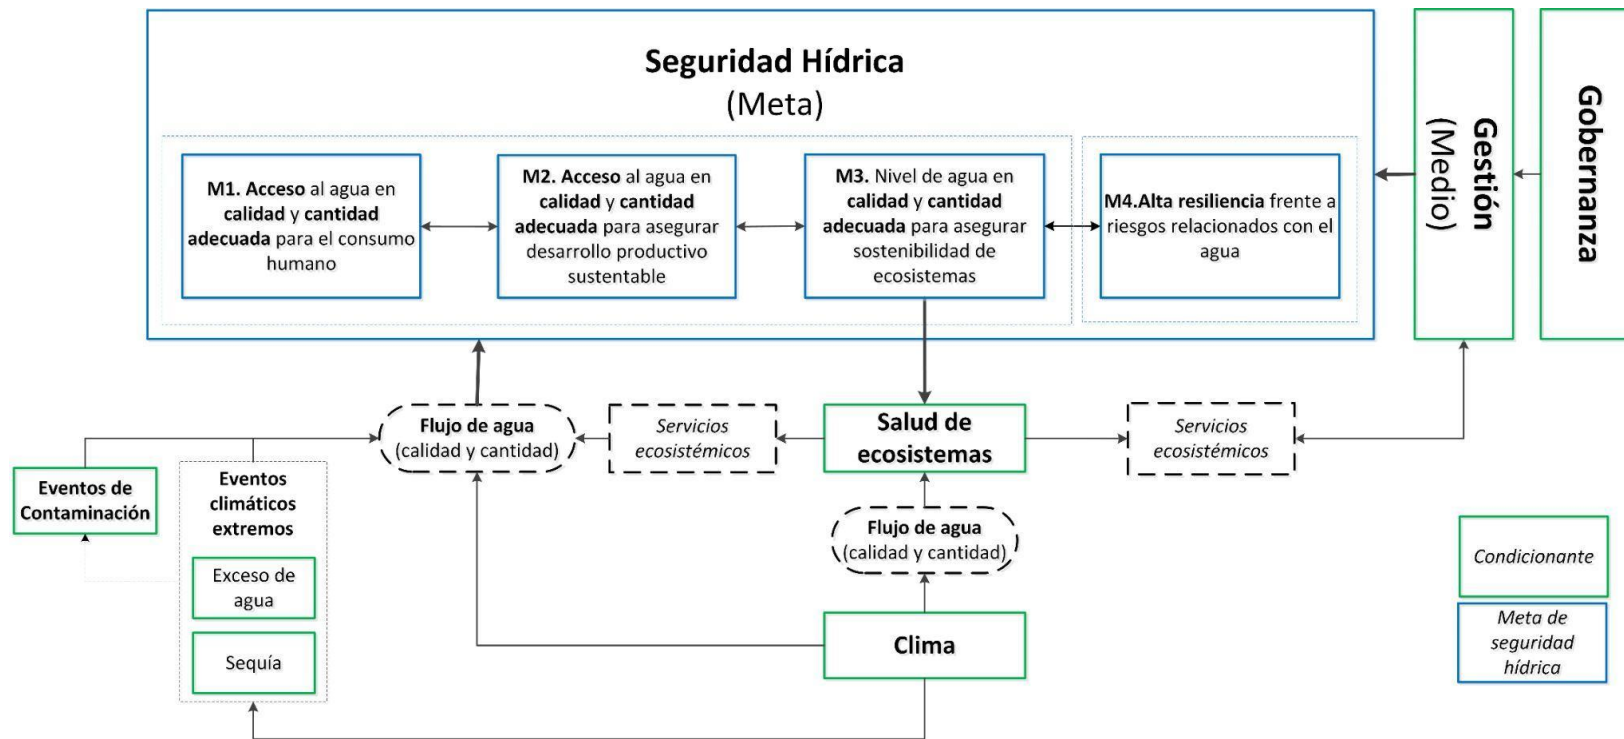 Seguridad Hídrica
(Meta)
M1. Acceso al agua en
calidad y cantidad
adecuada para el consumo
humano
M2. Acceso al agua en
calidad y cantidad
adecuada para asegurar
desarrollo productivo
sustentable
M3. Nivel de agua en
calidad y cantidad
adecuada para asegurar
sostenibilidad de
ecosistemas
M4.Alta resiliencia frente a
riesgos relacionados con el
agua
Gestión
(Medio)
Gobernanza
Flujo de agua
(calidad y cantidad)
Servicios
ecosistémicos
Salud de
ecosistemas
Servicios
ecosistémicos
Eventos de
Contaminación
Eventos
climáticos
extremos
Exceso de
agua
Sequía
Flujo de agua
(calidad y cantidad)
Clima
Condicionante
Meta de
seguridad
hídrica